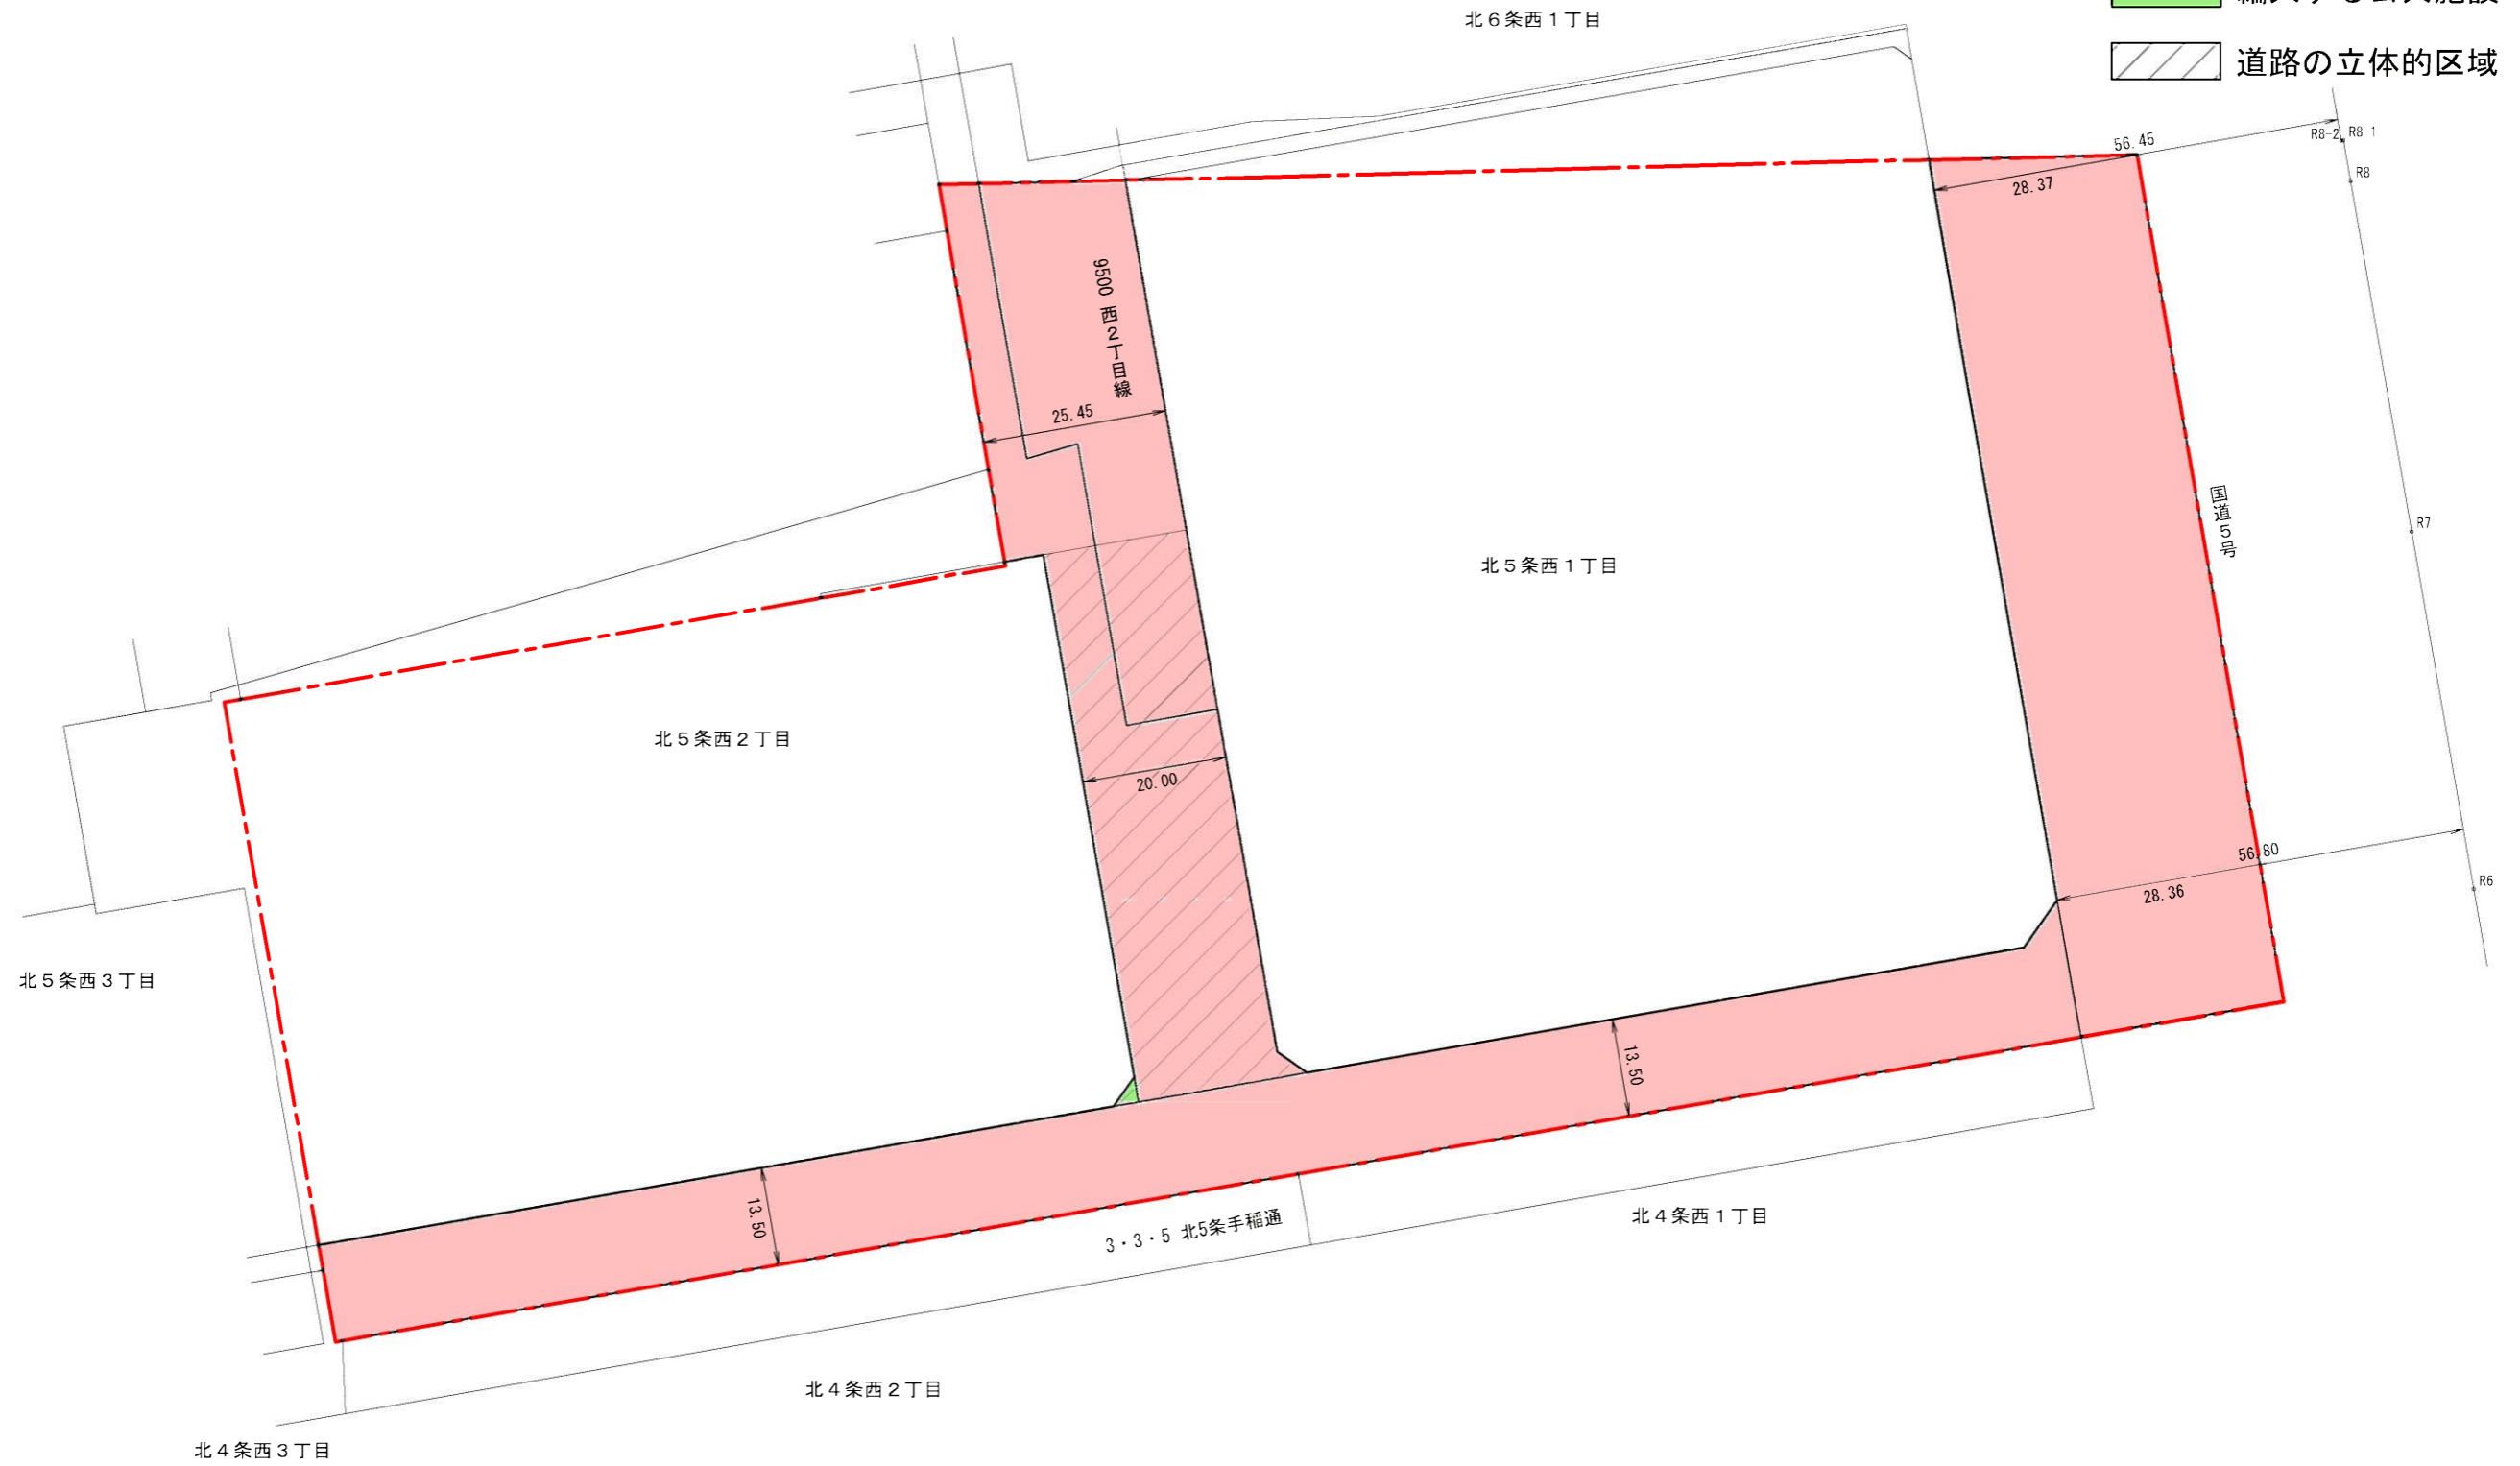 北６条西１丁目
道路の立体的区域
56.45
R8-2
R8-1
R8
28.37
9500 西２丁目線
25.45
国道５号
R7
北５条西１丁目
北５条西２丁目
20.00
56.80
28.36
R6
北５条西３丁目
13.50
13.50
3・3・5 北5条手稲通
北４条西１丁目
北４条西２丁目
北４条西３丁目